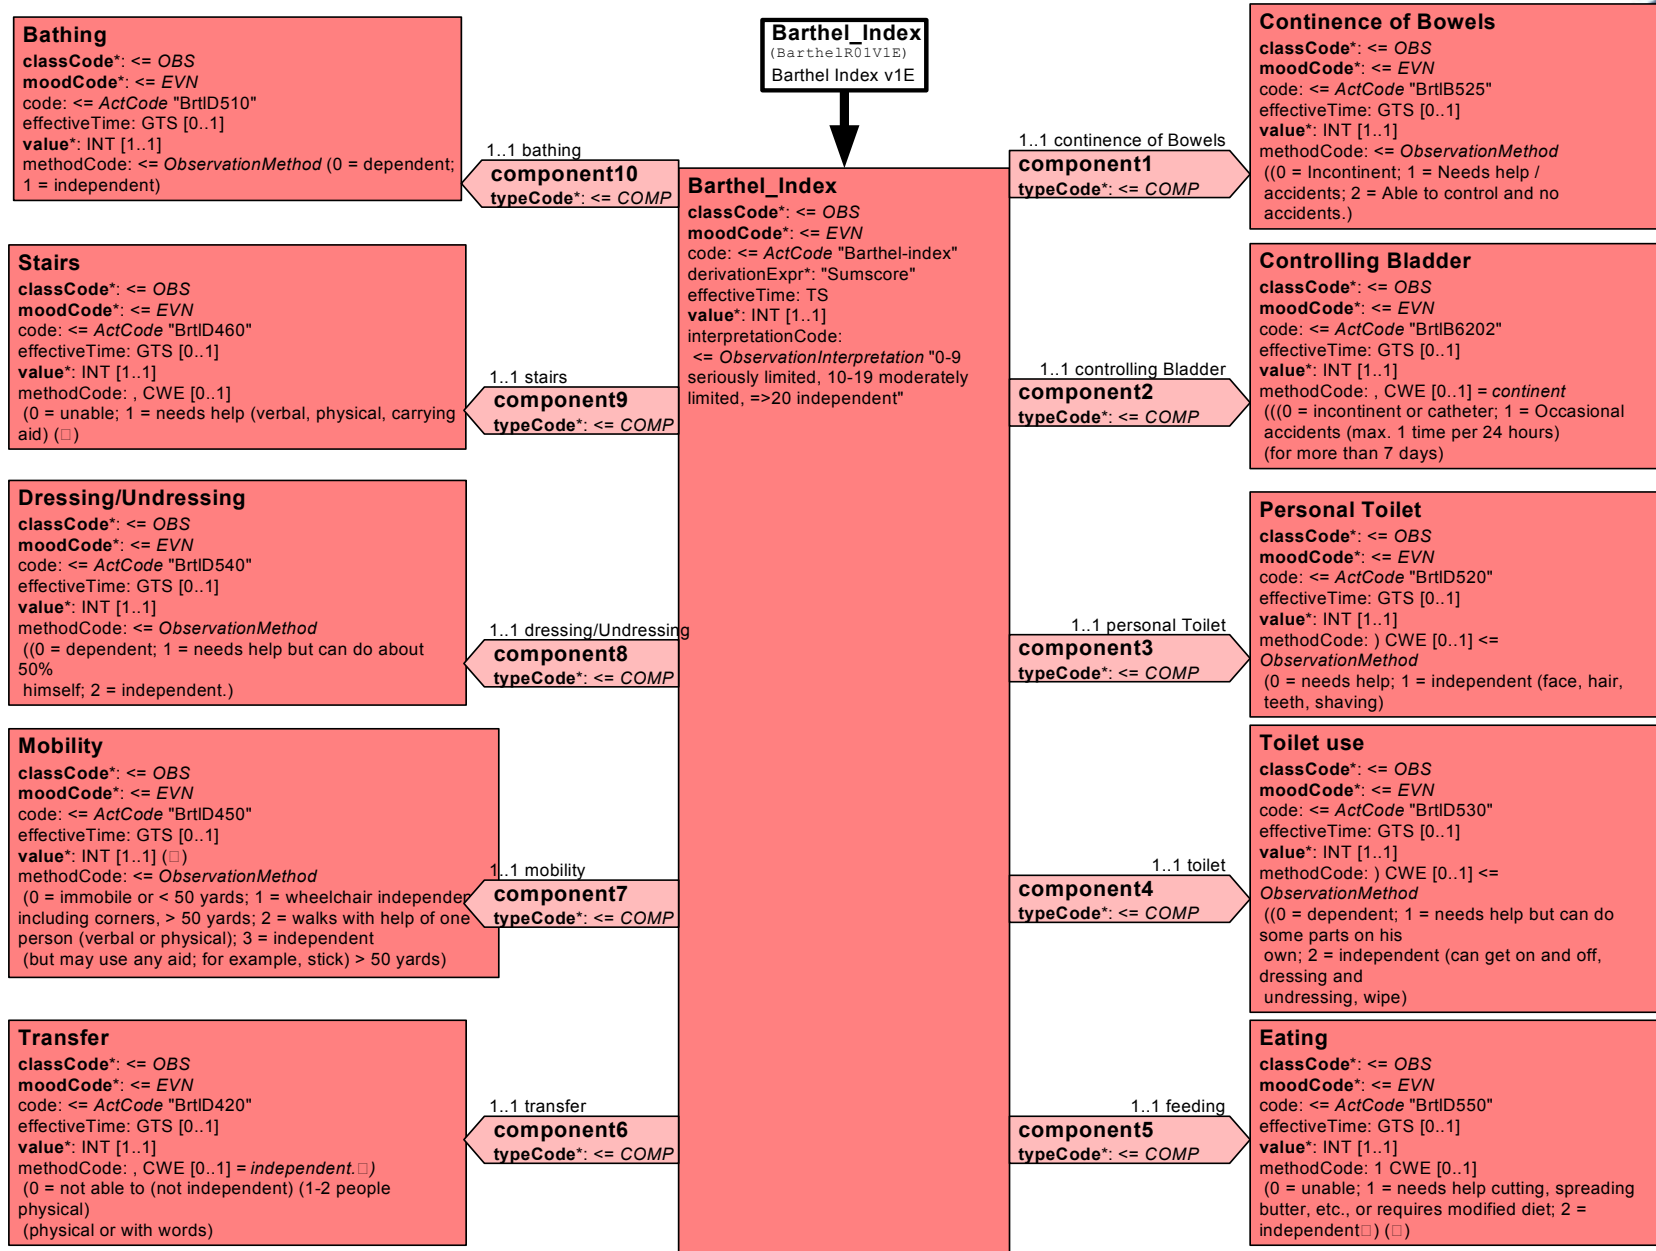 Bathing
classCode*: <= OBS
moodCode*: <= EVN
code: <= ActCode "BrtlD510"
effectiveTime: GTS [0..1]
value*: INT [1..1]
methodCode: <= ObservationMethod (0 = dependent;
1 = independent)
Stairs
classCode*: <= OBS
moodCode*: <= EVN
code: <= ActCode "BrtlD460"
effectiveTime: GTS [0..1]
value*: INT [1..1]
methodCode: , CWE [0..1]
(0 = unable; 1 = needs help (verbal, physical, carrying
aid) (□)
Dressing/Undressing
classCode*: <= OBS
moodCode*: <= EVN
code: <= ActCode "BrtlD540"
effectiveTime: GTS [0..1]
value*: INT [1..1]
methodCode: <= ObservationMethod
((0 = dependent; 1 = needs help but can do about
50%
himself; 2 = independent.)
Mobility
classCode*: <= OBS
moodCode*: <= EVN
code: <= ActCode "BrtlD450"
effectiveTime: GTS [0..1]
value*: INT [1..1] (□)
methodCode: <= ObservationMethod
(0 = immobile or < 50 yards; 1 = wheelchair independen
including corners, > 50 yards; 2 = walks with help of one
person (verbal or physical); 3 = independent
(but may use any aid; for example, stick) > 50 yards)
Transfer
classCode*: <= OBS
moodCode*: <= EVN
code: <= ActCode "BrtlD420"
effectiveTime: GTS [0..1]
value*: INT [1..1]
methodCode: , CWE [0..1] = independent.□)
(0 = not able to (not independent) (1-2 people
physical)
(physical or with words)
1..1 bathing
component10
typeCode*: <= COMP
1..1 stairs
component9
typeCode*: <= COMP
1..1 dressing/Undressing
component8
typeCode*: <= COMP
1..1 mobility
component7
typeCode*: <= COMP
1..1 transfer
component6
typeCode*: <= COMP
Barthel_Index
(BarthelR01V1E)
Barthel Index v1E
Barthel_Index
classCode*: <= OBS
moodCode*: <= EVN
code: <= ActCode "Barthel-index"
derivationExpr*: "Sumscore"
effectiveTime: TS
value*: INT [1..1]
interpretationCode:
<= ObservationInterpretation "0-9
seriously limited, 10-19 moderately
limited, =>20 independent"
1..1 continence of Bowels
component1
typeCode*: <= COMP
1..1 controlling Bladder
component2
typeCode*: <= COMP
1..1 personal Toilet
component3
typeCode*: <= COMP
1..1 toilet
component4
typeCode*: <= COMP
1..1 feeding
component5
typeCode*: <= COMP
Continence of Bowels
classCode*: <= OBS
moodCode*: <= EVN
code: <= ActCode "BrtlB525"
effectiveTime: GTS [0..1]
value*: INT [1..1]
methodCode: <= ObservationMethod
((0 = Incontinent; 1 = Needs help /
accidents; 2 = Able to control and no
accidents.)
Controlling Bladder
classCode*: <= OBS
moodCode*: <= EVN
code: <= ActCode "BrtlB6202"
effectiveTime: GTS [0..1]
value*: INT [1..1]
methodCode: , CWE [0..1] = continent
(((0 = incontinent or catheter; 1 = Occasional
accidents (max. 1 time per 24 hours)
(for more than 7 days)
Personal Toilet
classCode*: <= OBS
moodCode*: <= EVN
code: <= ActCode "BrtlD520"
effectiveTime: GTS [0..1]
value*: INT [1..1]
methodCode: ) CWE [0..1] <=
ObservationMethod
(0 = needs help; 1 = independent (face, hair,
teeth, shaving)
Toilet use
classCode*: <= OBS
moodCode*: <= EVN
code: <= ActCode "BrtlD530"
effectiveTime: GTS [0..1]
value*: INT [1..1]
methodCode: ) CWE [0..1] <=
ObservationMethod
((0 = dependent; 1 = needs help but can do
some parts on his
own; 2 = independent (can get on and off,
dressing and
undressing, wipe)
Eating
classCode*: <= OBS
moodCode*: <= EVN
code: <= ActCode "BrtlD550"
effectiveTime: GTS [0..1]
value*: INT [1..1]
methodCode: 1 CWE [0..1]
(0 = unable; 1 = needs help cutting, spreading
butter, etc., or requires modified diet; 2 =
independent□) (□)